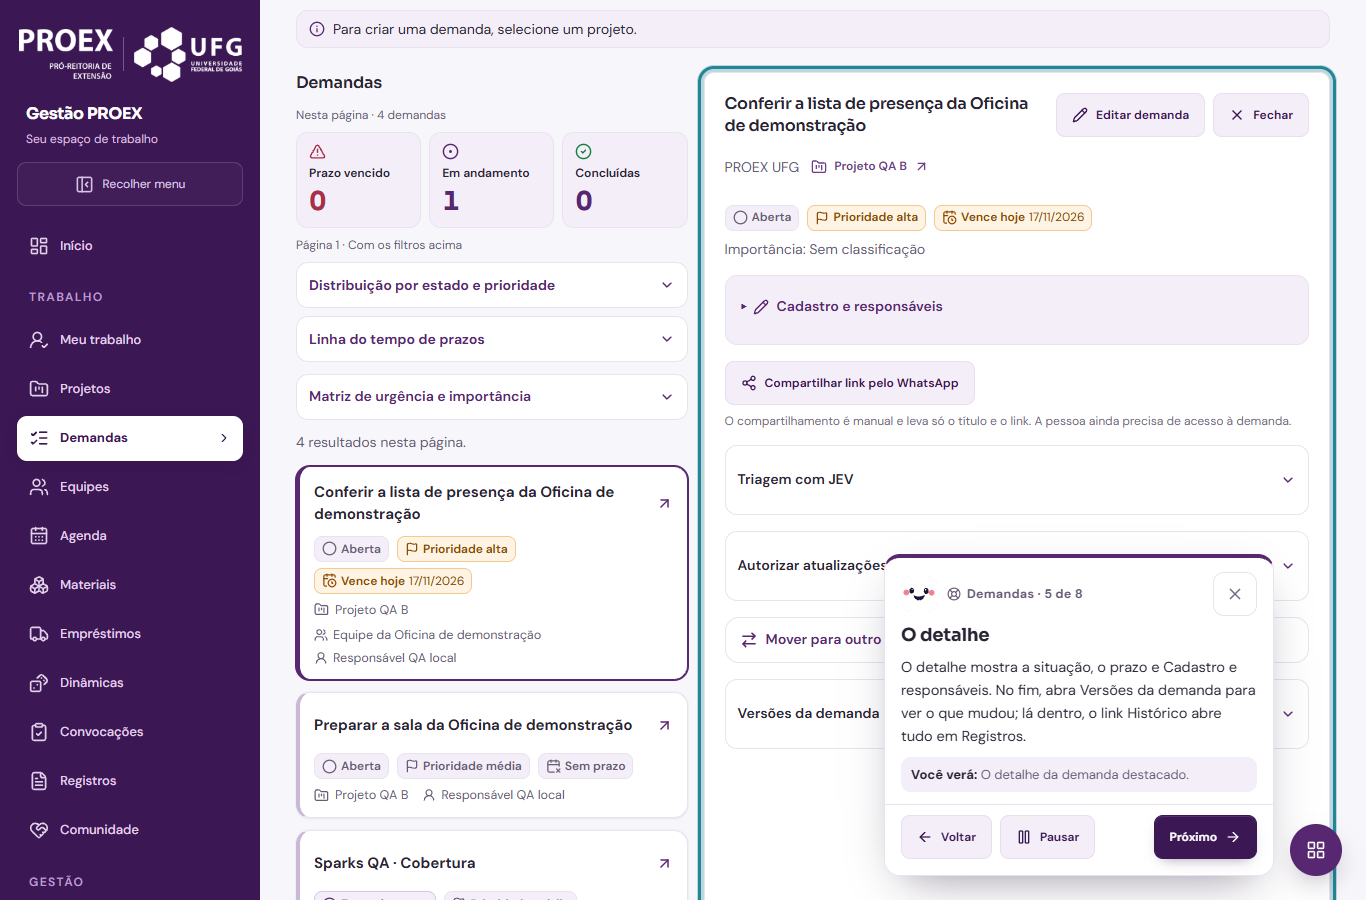 PROEX
PRÓ-REITORIA DE
EXTENSÃO
UFG
UNIVERSIDADE
FEDERAL DE GOIÁS
Gestão PROEX
Seu espaço de trabalho
Recolher menu
Início
TRABALHO
Meu trabalho
Projetos
Demandas
Equipes
Agenda
Materiais
Empréstimos
Dinâmicas
Convocações
Registros
Comunidade
GESTÃO
Para criar uma demanda, selecione um projeto.
Demandas
Nesta página · 4 demandas
Prazo vencido
0
Em andamento
1
Concluídas
0
Página 1 · Com os filtros acima
Distribuição por estado e prioridade
Linha do tempo de prazos
Matriz de urgência e importância
4 resultados nesta página.
Conferir a lista de presença da Oficina de
demonstração
Aberta
Prioridade alta
Vence hoje 17/11/2026
Projeto QA B
Equipe da Oficina de demonstração
Responsável QA local
Preparar a sala da Oficina de demonstração
Aberta
Prioridade média
Sem prazo
Projeto QA B
Responsável QA local
Sparks QA · Cobertura
Conferir a lista de presença da Oficina
de demonstração
Editar demanda
Fechar
PROEX UFG
Projeto QA B
Aberta
Prioridade alta
Vence hoje 17/11/2026
Importância: Sem classificação
Cadastro e responsáveis
Compartilhar link pelo WhatsApp
O compartilhamento é manual e leva só o título e o link. A pessoa ainda precisa de acesso à demanda.
Triagem com JEV
Autorizar atualizações
Mover para outro
Versões da demanda
Demandas · 5 de 8
O detalhe
O detalhe mostra a situação, o prazo e Cadastro e
responsáveis. No fim, abra Versões da demanda para
ver o que mudou; lá dentro, o link Histórico abre
tudo em Registros.
Você verá: O detalhe da demanda destacado.
Voltar
Pausar
Próximo